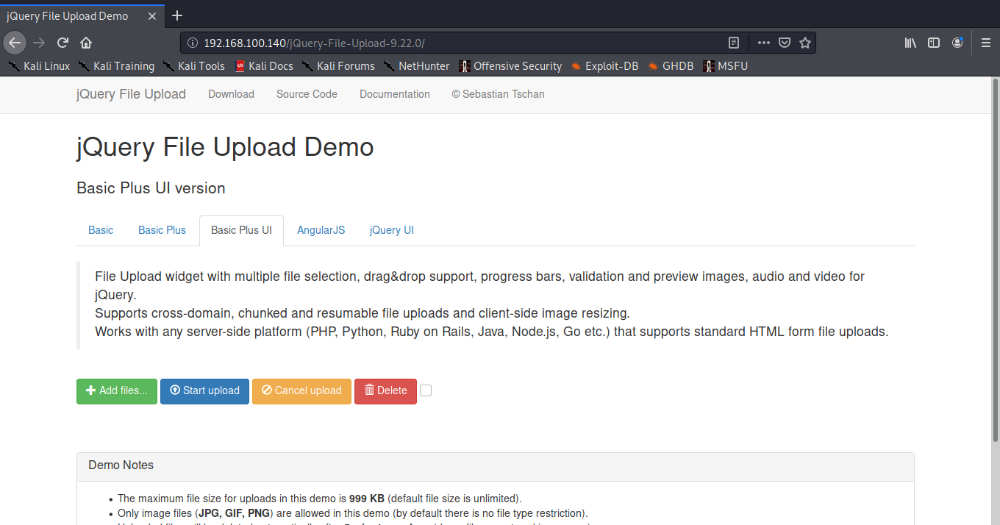 jQuery File Upload Demo
192.168.100.140/jQuery-File-Upload-9.22.0/
Kali Linux Kali Training Kali Tools Kali Docs Kali Forums NetHunter Offensive Security Exploit-DB GHDB MSFU
jQuery File Upload Download Source Code Documentation © Sebastian Tschan
jQuery File Upload Demo
Basic Plus UI version
Basic Basic Plus Basic Plus UI AngularJS jQuery UI
File Upload widget with multiple file selection, drag&drop support, progress bars, validation and preview images, audio and video for
jQuery.
Supports cross-domain, chunked and resumable file uploads and client-side image resizing.
Works with any server-side platform (PHP, Python, Ruby on Rails, Java, Node.js, Go etc.) that supports standard HTML form file uploads.
Add files... Start upload Cancel upload Delete
Demo Notes
• The maximum file size for uploads in this demo is 999 KB (default file size is unlimited).
• Only image files (JPG, GIF, PNG) are allowed in this demo (by default there is no file type restriction).